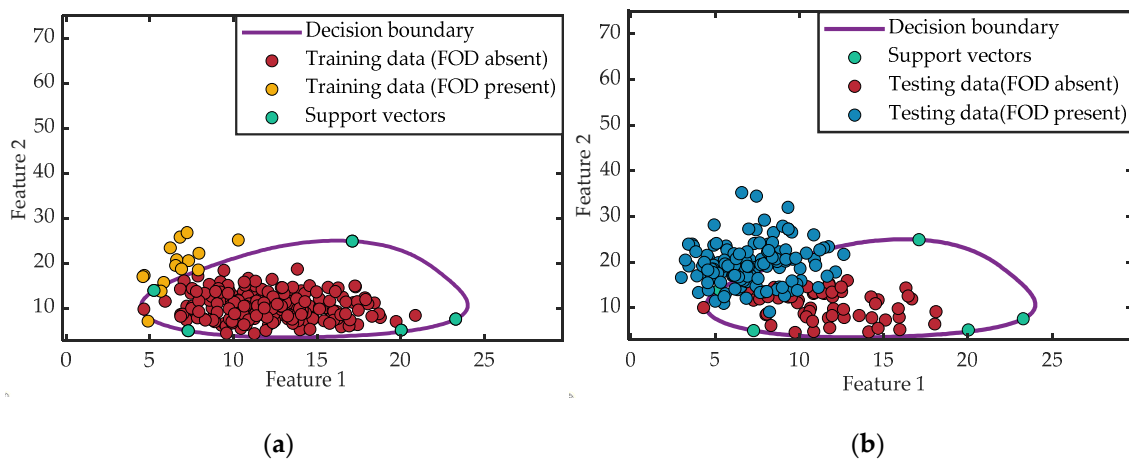 70
60
50
40
30
20
10
Feature 2
Decision boundary
Training data (FOD absent)
Training data (FOD present)
Support vectors
0
5
10
15
20
25
Feature 1
(a)
70
60
50
40
30
20
10
Feature 2
Decision boundary
Support vectors
Testing data(FOD absent)
Testing data(FOD present)
0
5
10
15
20
25
Feature 1
(b)